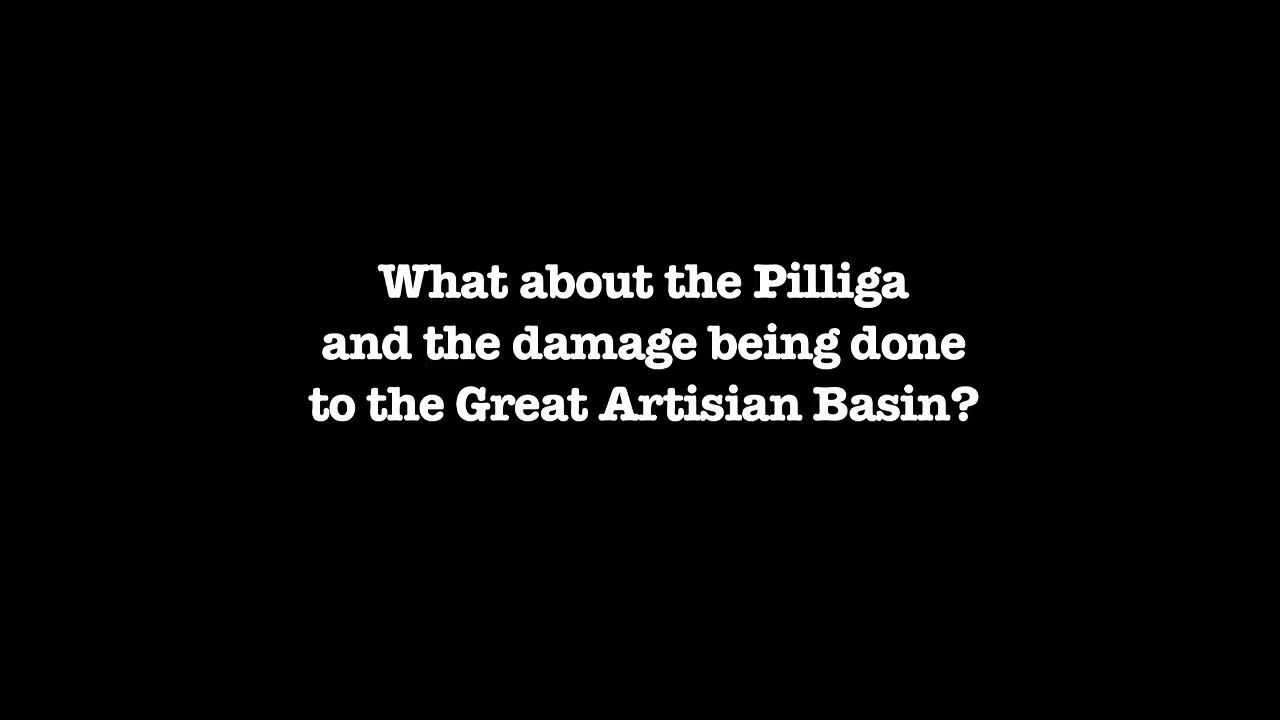 What about the Pilliga
and the damage being done
to the Great Artisian Basin?